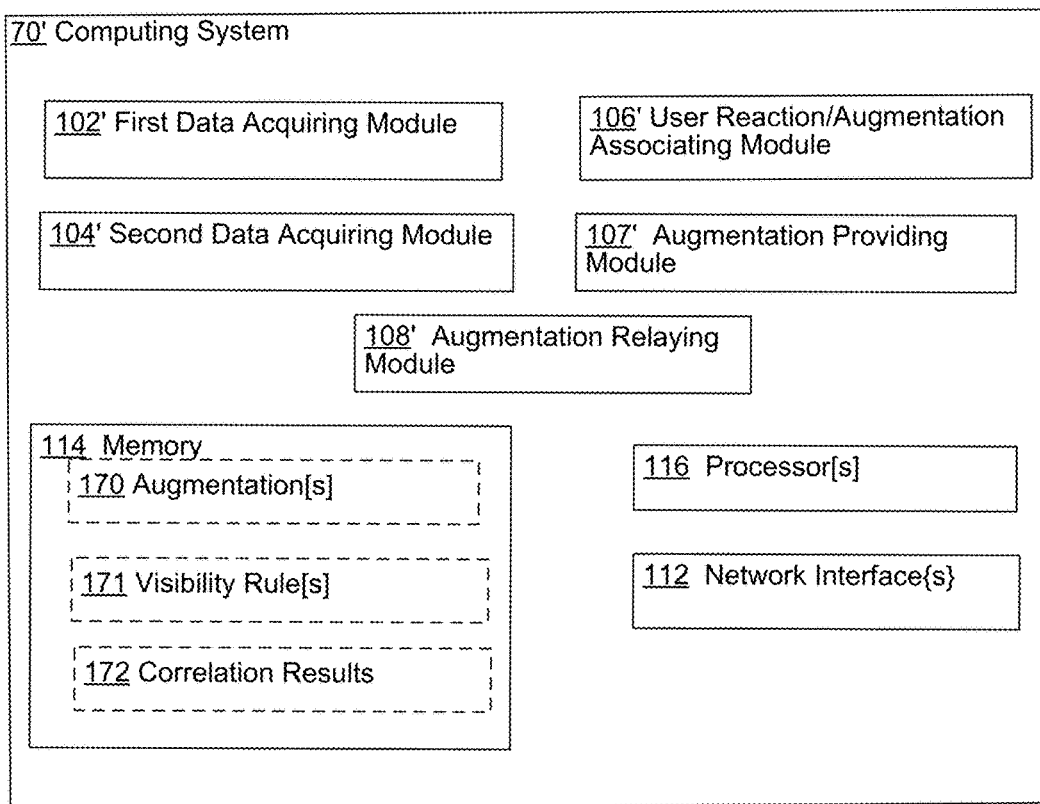 70' Computing System
102' First Data Acquiring Module
106' User Reaction/Augmentation
Associating Module
104' Second Data Acquiring Module
107' Augmentation Providing
Module
108' Augmentation Relaying
Module
114 Memory
170 Augmentation[s]
171 Visibility Rule[s]
172 Correlation Results
116 Processor[s]
112 Network Interface{s}